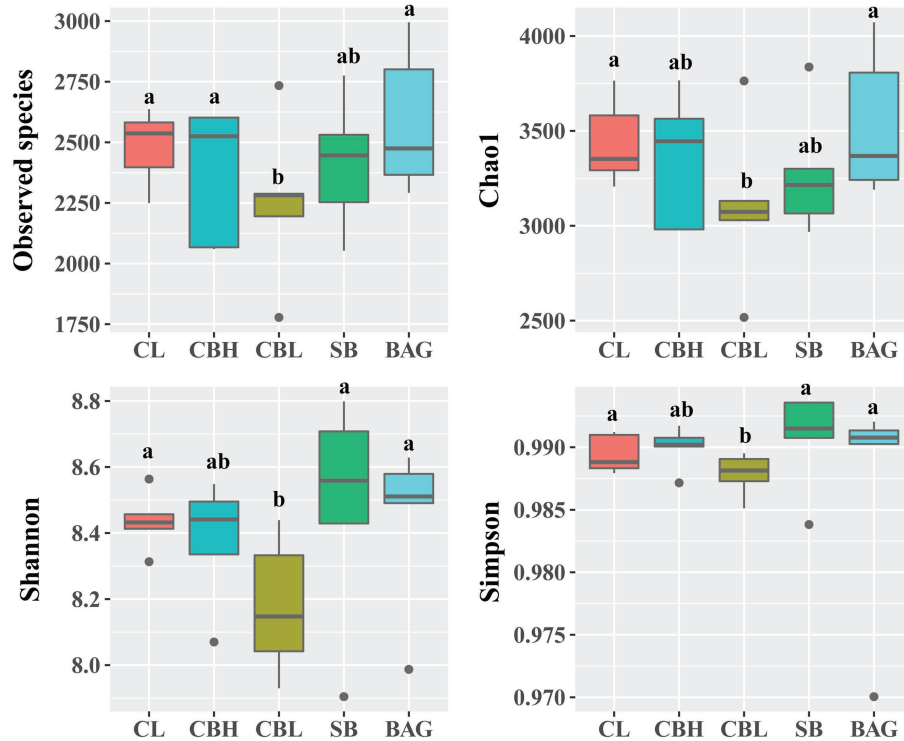 Observed species
3000
2750
2500
2250
2000
1750
a
a
b
ab
a
CL CBH CBL SB BAG
Chao1
4000
3500
3000
2500
a
ab
b
ab
a
CL CBH CBL SB BAG
Shannon
8.8
8.6
8.4
8.2
8.0
a
ab
b
a
a
CL CBH CBL SB BAG
Simpson
0.990
0.985
0.980
0.975
0.970
a
ab
b
a
a
CL CBH CBL SB BAG